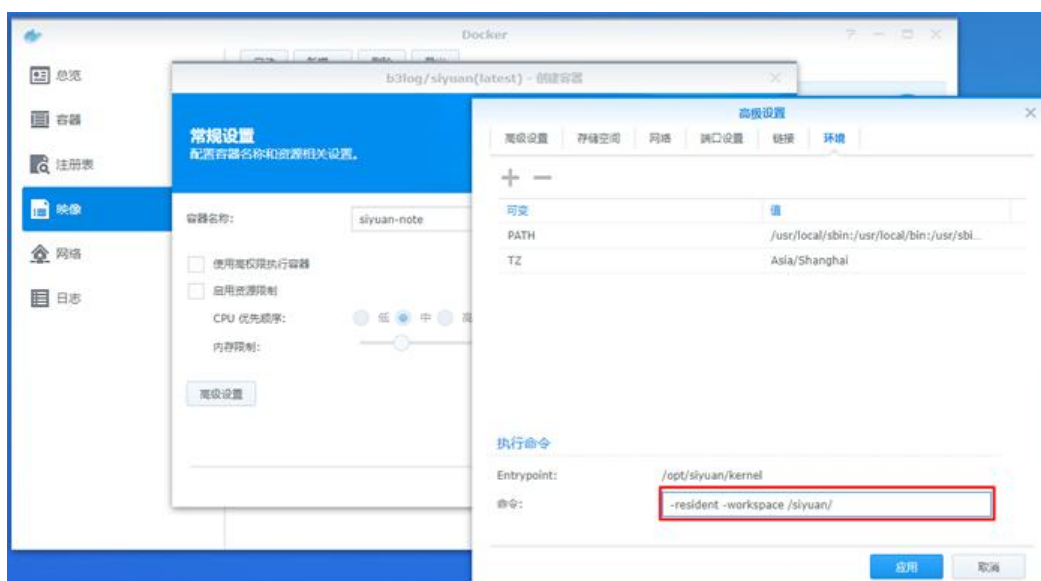 Docker
总览
容器
注册表
映像
网络
日志
b3log/siyuan(latest) - 创建容器
常规设置
配置容器名称和资源相关设置。
容器名称:
siyuan-note
使用高权限执行容器
启用资源限制
CPU 优先顺序:
低 中 高
内存限制:
高级设置
高级设置
高级设置 存储空间 网络 端口设置 链接 环境
可变 值
PATH /usr/local/sbin:/usr/local/bin:/usr/sbi...
TZ Asia/Shanghai
执行命令
Entrypoint: /opt/siyuan/kernel
命令: -resident -workspace /siyuan/
应用 取消